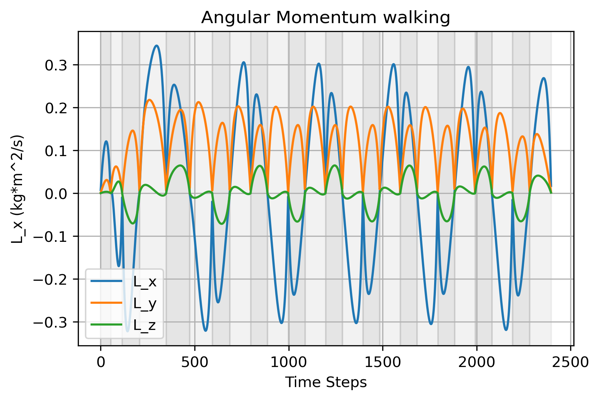 Angular Momentum walking
L_x (kg*m^2/s)
0.3
0.2
0.1
0.0
−0.1
−0.2
−0.3
L_x
L_y
L_z
0 500 1000 1500 2000 2500
Time Steps